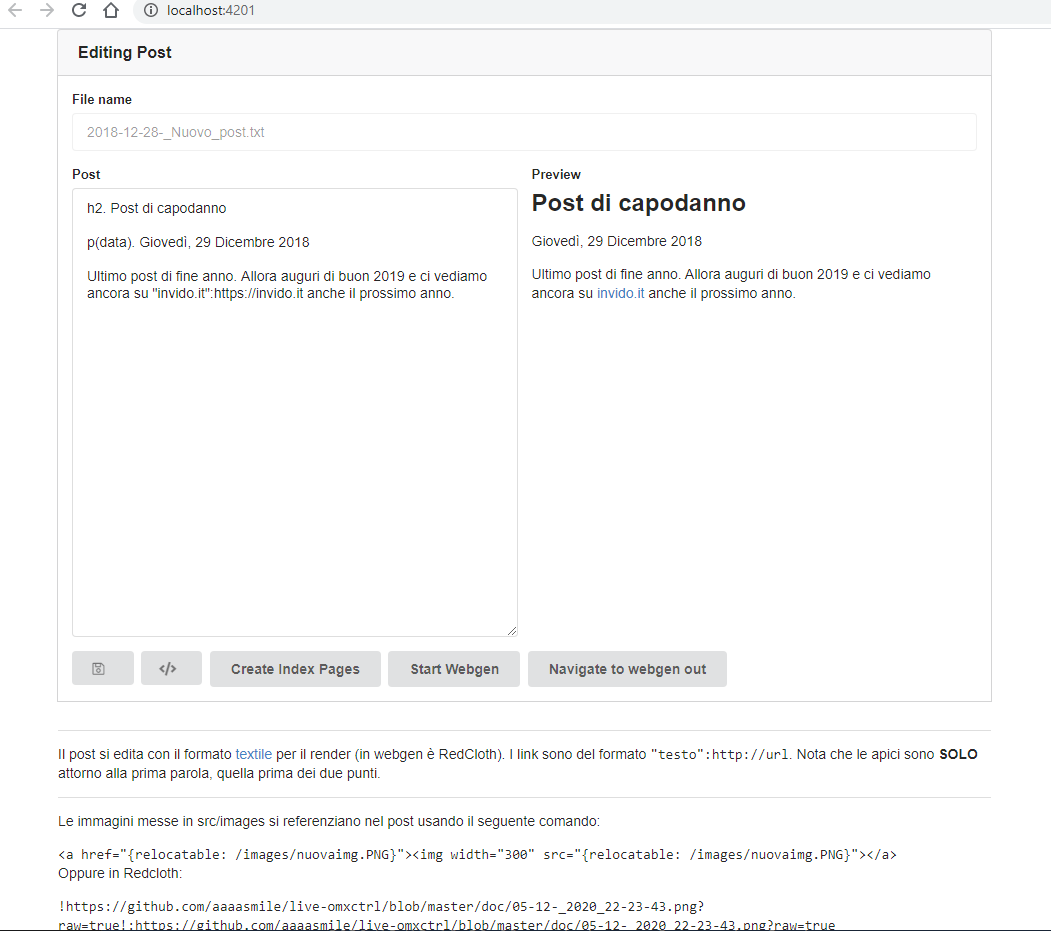 localhost:4201
Editing Post
File name
2018-12-28-_Nuovo_post.txt
Post
h2. Post di capodanno
p(data). Giovedì, 29 Dicembre 2018
Ultimo post di fine anno. Allora auguri di buon 2019 e ci vediamo
ancora su "invido.it":https://invido.it anche il prossimo anno.
Preview
Post di capodanno
Giovedì, 29 Dicembre 2018
Ultimo post di fine anno. Allora auguri di buon 2019 e ci vediamo
ancora su invido.it anche il prossimo anno.
</>
Create Index Pages
Start Webgen
Navigate to webgen out
Il post si edita con il formato textile per il render (in webgen è RedCloth). I link sono del formato "testo":http://url. Nota che le apici sono SOLO
attorno alla prima parola, quella prima dei due punti.
Le immagini messe in src/images si referenziano nel post usando il seguente comando:
<a href="{relocatable: /images/nuovaimg.PNG}"><img width="300" src="{relocatable: /images/nuovaimg.PNG}"></a>
Oppure in Redcloth:
!https://github.com/aaaasmile/live-omxctrl/blob/master/doc/05-12-_2020_22-23-43.png?
raw=true!:https://github.com/aaaasmile/live-omxctrl/blob/master/doc/05-12-_2020_22-23-43.png?raw=true